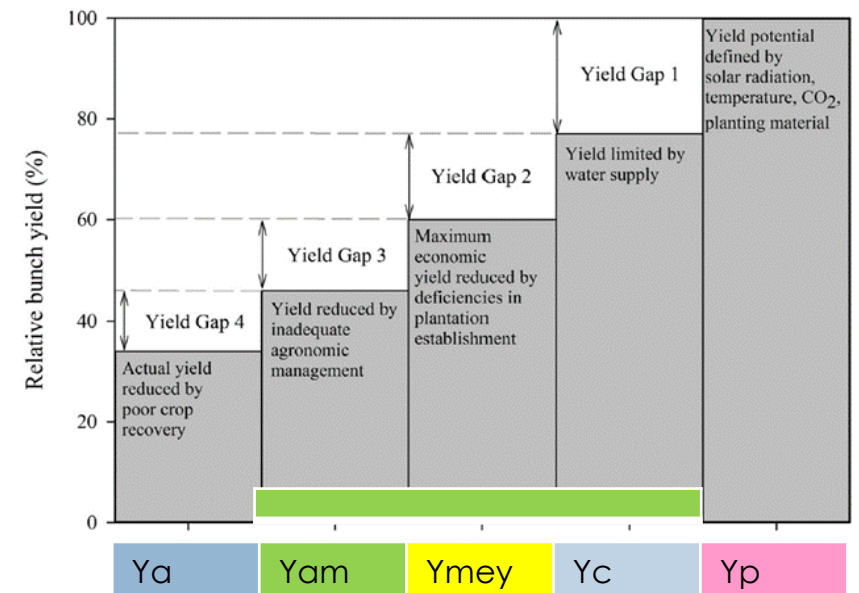 100
80
60
40
20
0
Relative bunch yield (%)
Yield Gap 1
Yield Gap 2
Yield Gap 3
Yield Gap 4
Yield potential
defined by
solar radiation,
temperature, CO2,
planting material
Yield limited by
water supply
Maximum
economic
yield reduced by
deficiencies in
plantation
establishment
Yield reduced by
inadequate
agronomic
management
Actual yield
reduced by
poor crop
recovery
Ya
Yam
Ymey
Yc
Yp